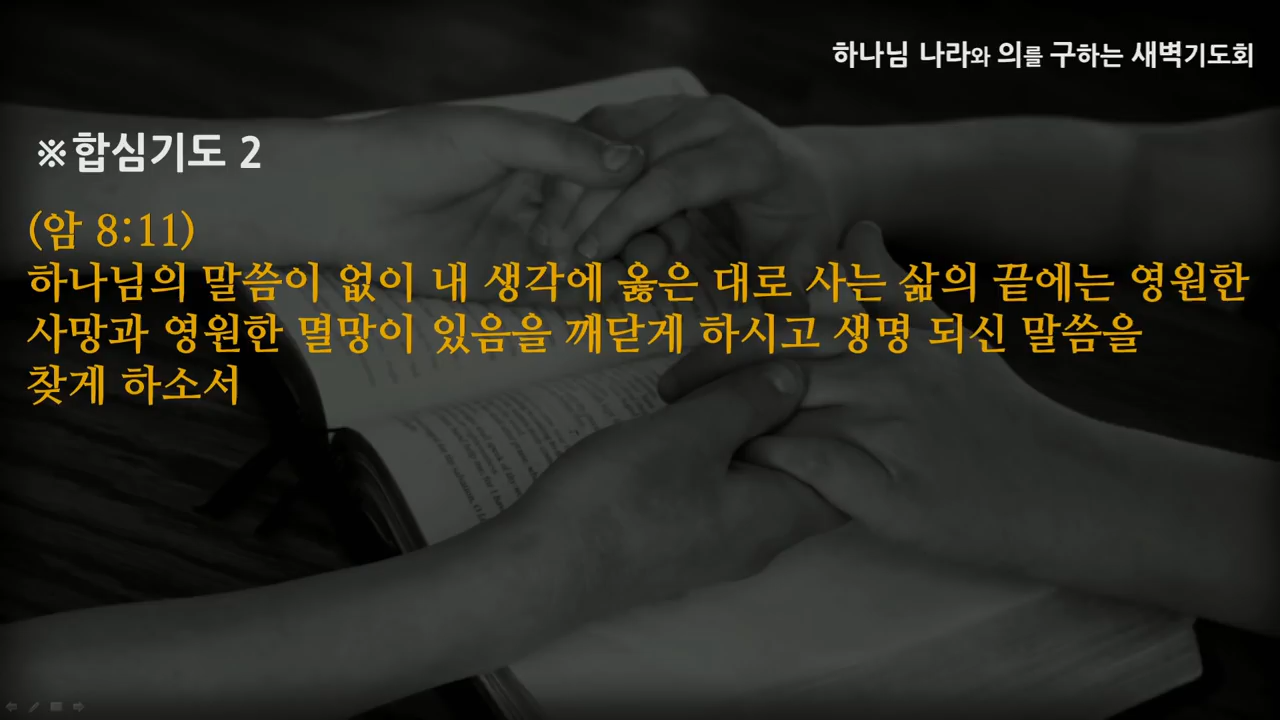 하나님 나라와 의를 구하는 새벽기도회
※합심기도 2
(암 8:11)
하나님의 말씀이 없이 내 생각에 옳은 대로 사는 삶의 끝에는 영원한
사망과 영원한 멸망이 있음을 깨닫게 하시고 생명 되신 말씀을
찾게 하소서